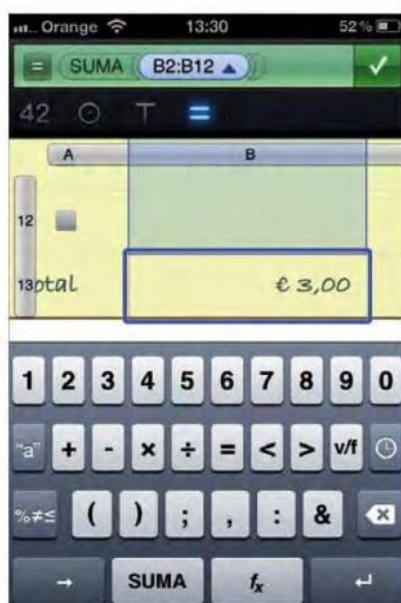 ..ıl.. Orange 13:30 52 %
= SUMA B2:B12
42 T =
A B
12
13 otal € 3,00
1 2 3 4 5 6 7 8 9 0
"a" + - × ÷ = < > v/f
%≠≤ ( ) ; , : &
→ SUMA fx